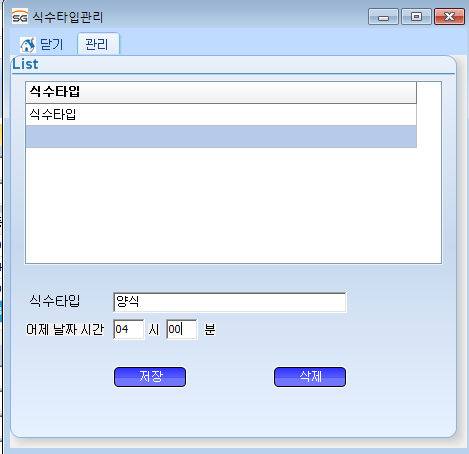 SG 식수타입관리
닫기 관리
List
식수타입
식수타입
식수타입 양식
어제 날짜 시간 04 시 00 분
저장 삭제